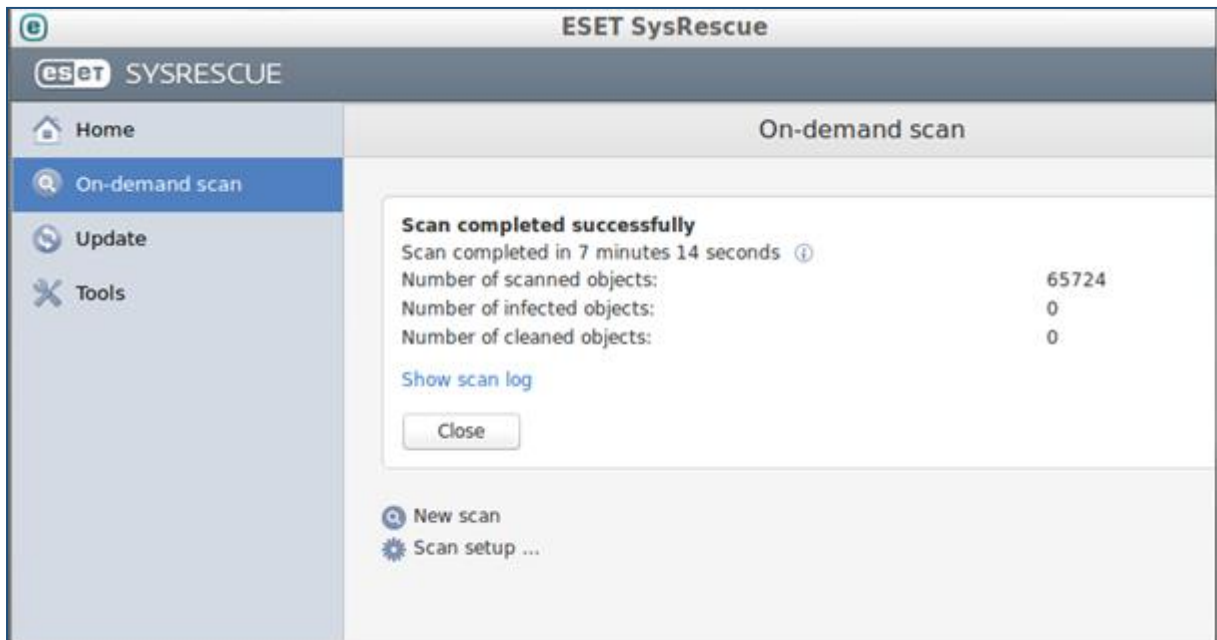 ESET SysRescue
eset SYSRESCUE
Home
On-demand scan
Update
Tools
On-demand scan
Scan completed successfully
Scan completed in 7 minutes 14 seconds
Number of scanned objects: 65724
Number of infected objects: 0
Number of cleaned objects: 0
Show scan log
Close
New scan
Scan setup ...